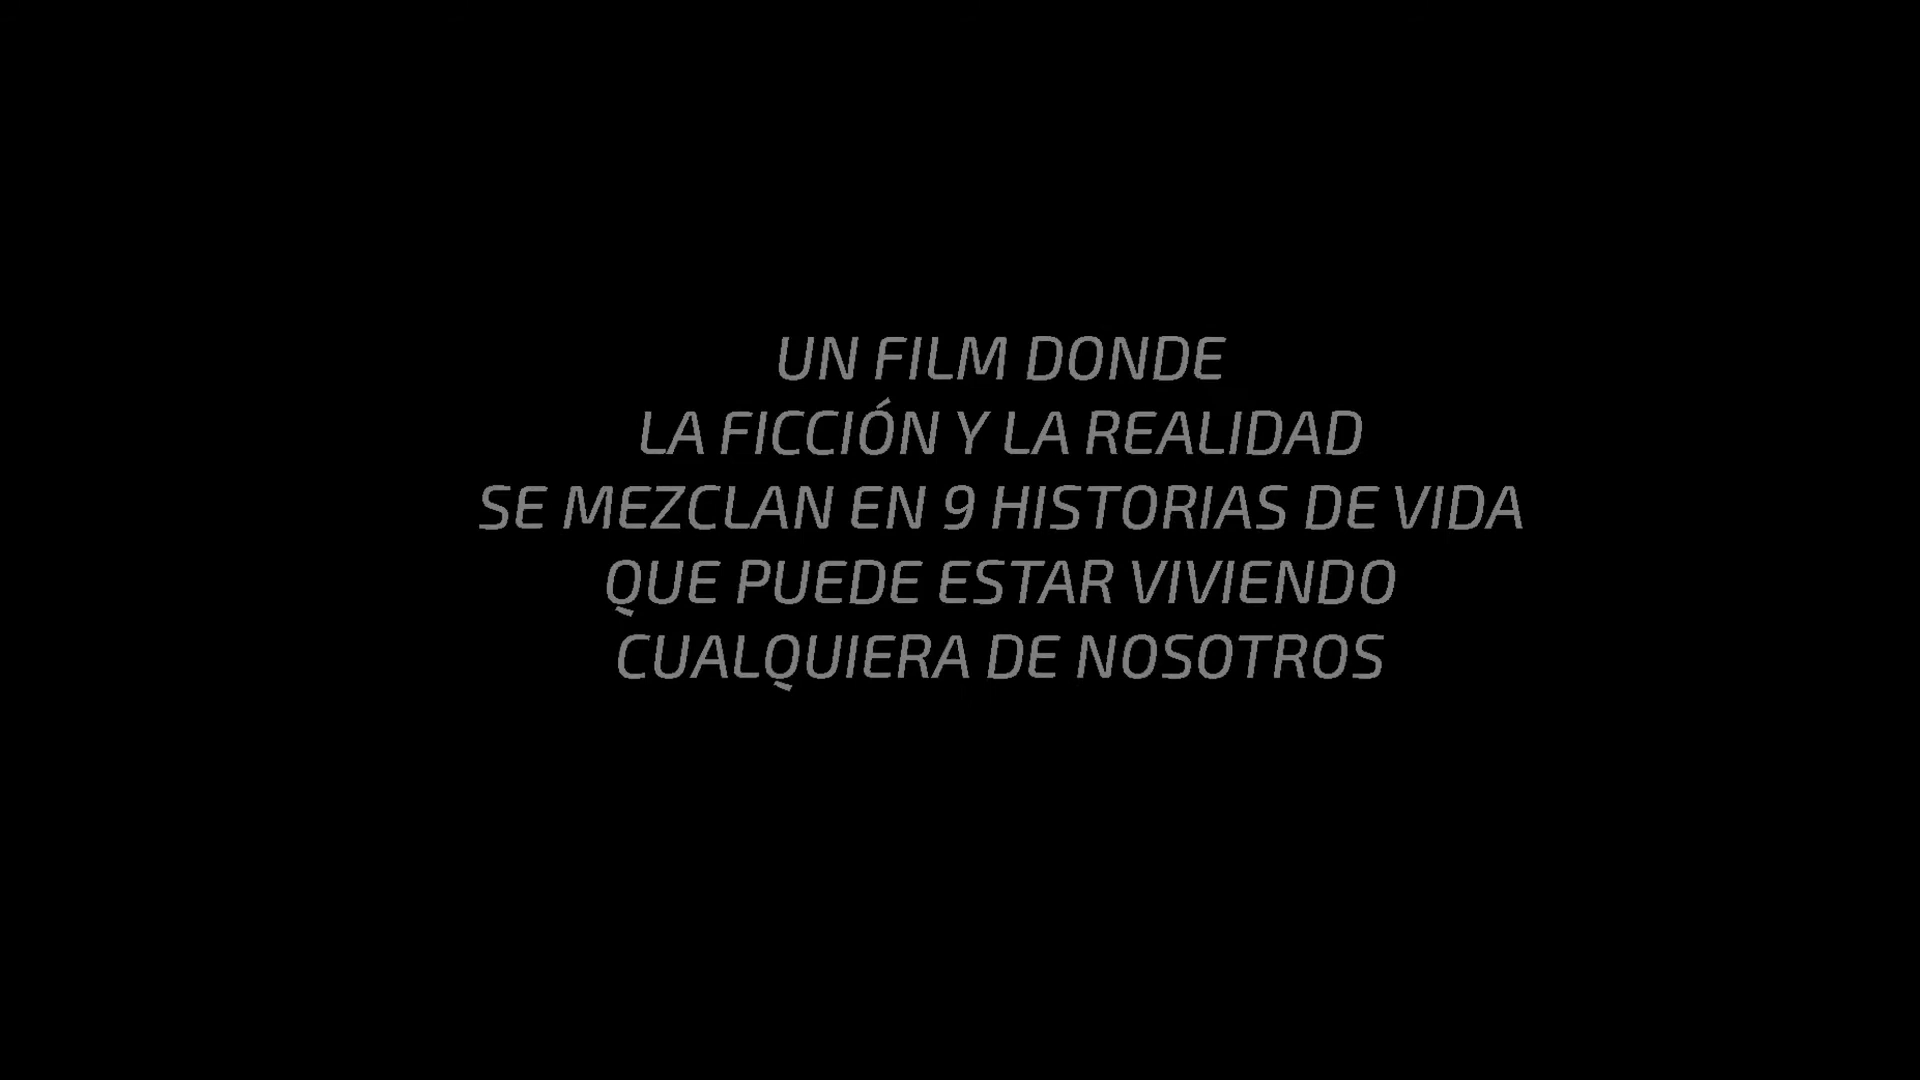 UN FILM DONDE
LA FICCIÓN Y LA REALIDAD
SE MEZCLAN EN 9 HISTORIAS DE VIDA
QUE PUEDE ESTAR VIVIENDO
CUALQUIERA DE NOSOTROS